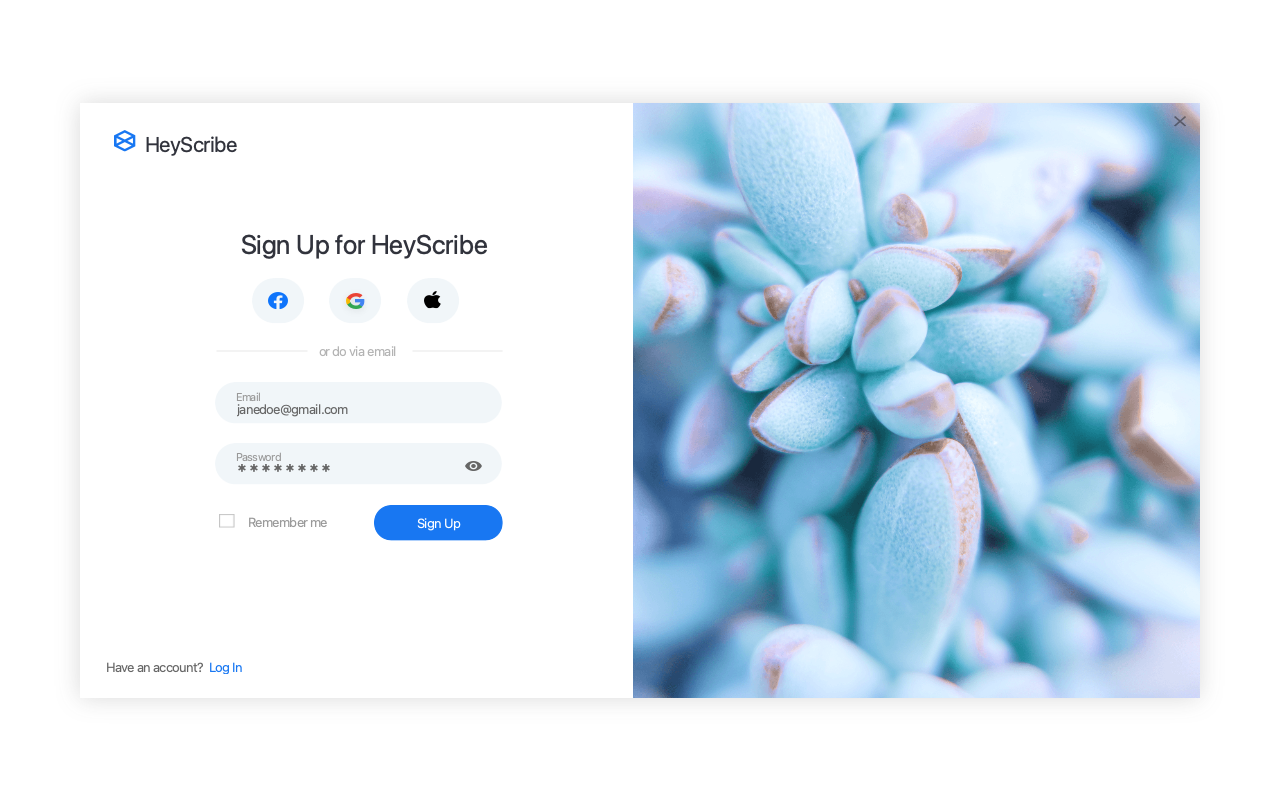 HeyScribe
Sign Up for HeyScribe
or do via email
Email
janedoe@gmail.com
Password
********
Remember me
Sign Up
Have an account? Log In